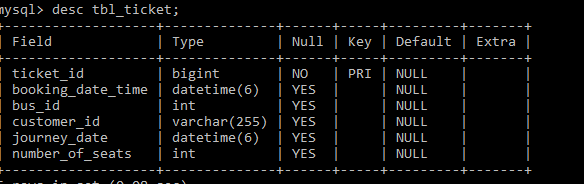 mysql> desc tbl_ticket;
+-------------------+--------------+------+-----+---------+-------+
| Field | Type | Null | Key | Default | Extra |
+-------------------+--------------+------+-----+---------+-------+
| ticket_id | bigint | NO | PRI | NULL | |
| booking_date_time | datetime(6) | YES | | NULL | |
| bus_id | int | YES | | NULL | |
| customer_id | varchar(255) | YES | | NULL | |
| journey_date | datetime(6) | YES | | NULL | |
| number_of_seats | int | YES | | NULL | |
+-------------------+--------------+------+-----+---------+-------+